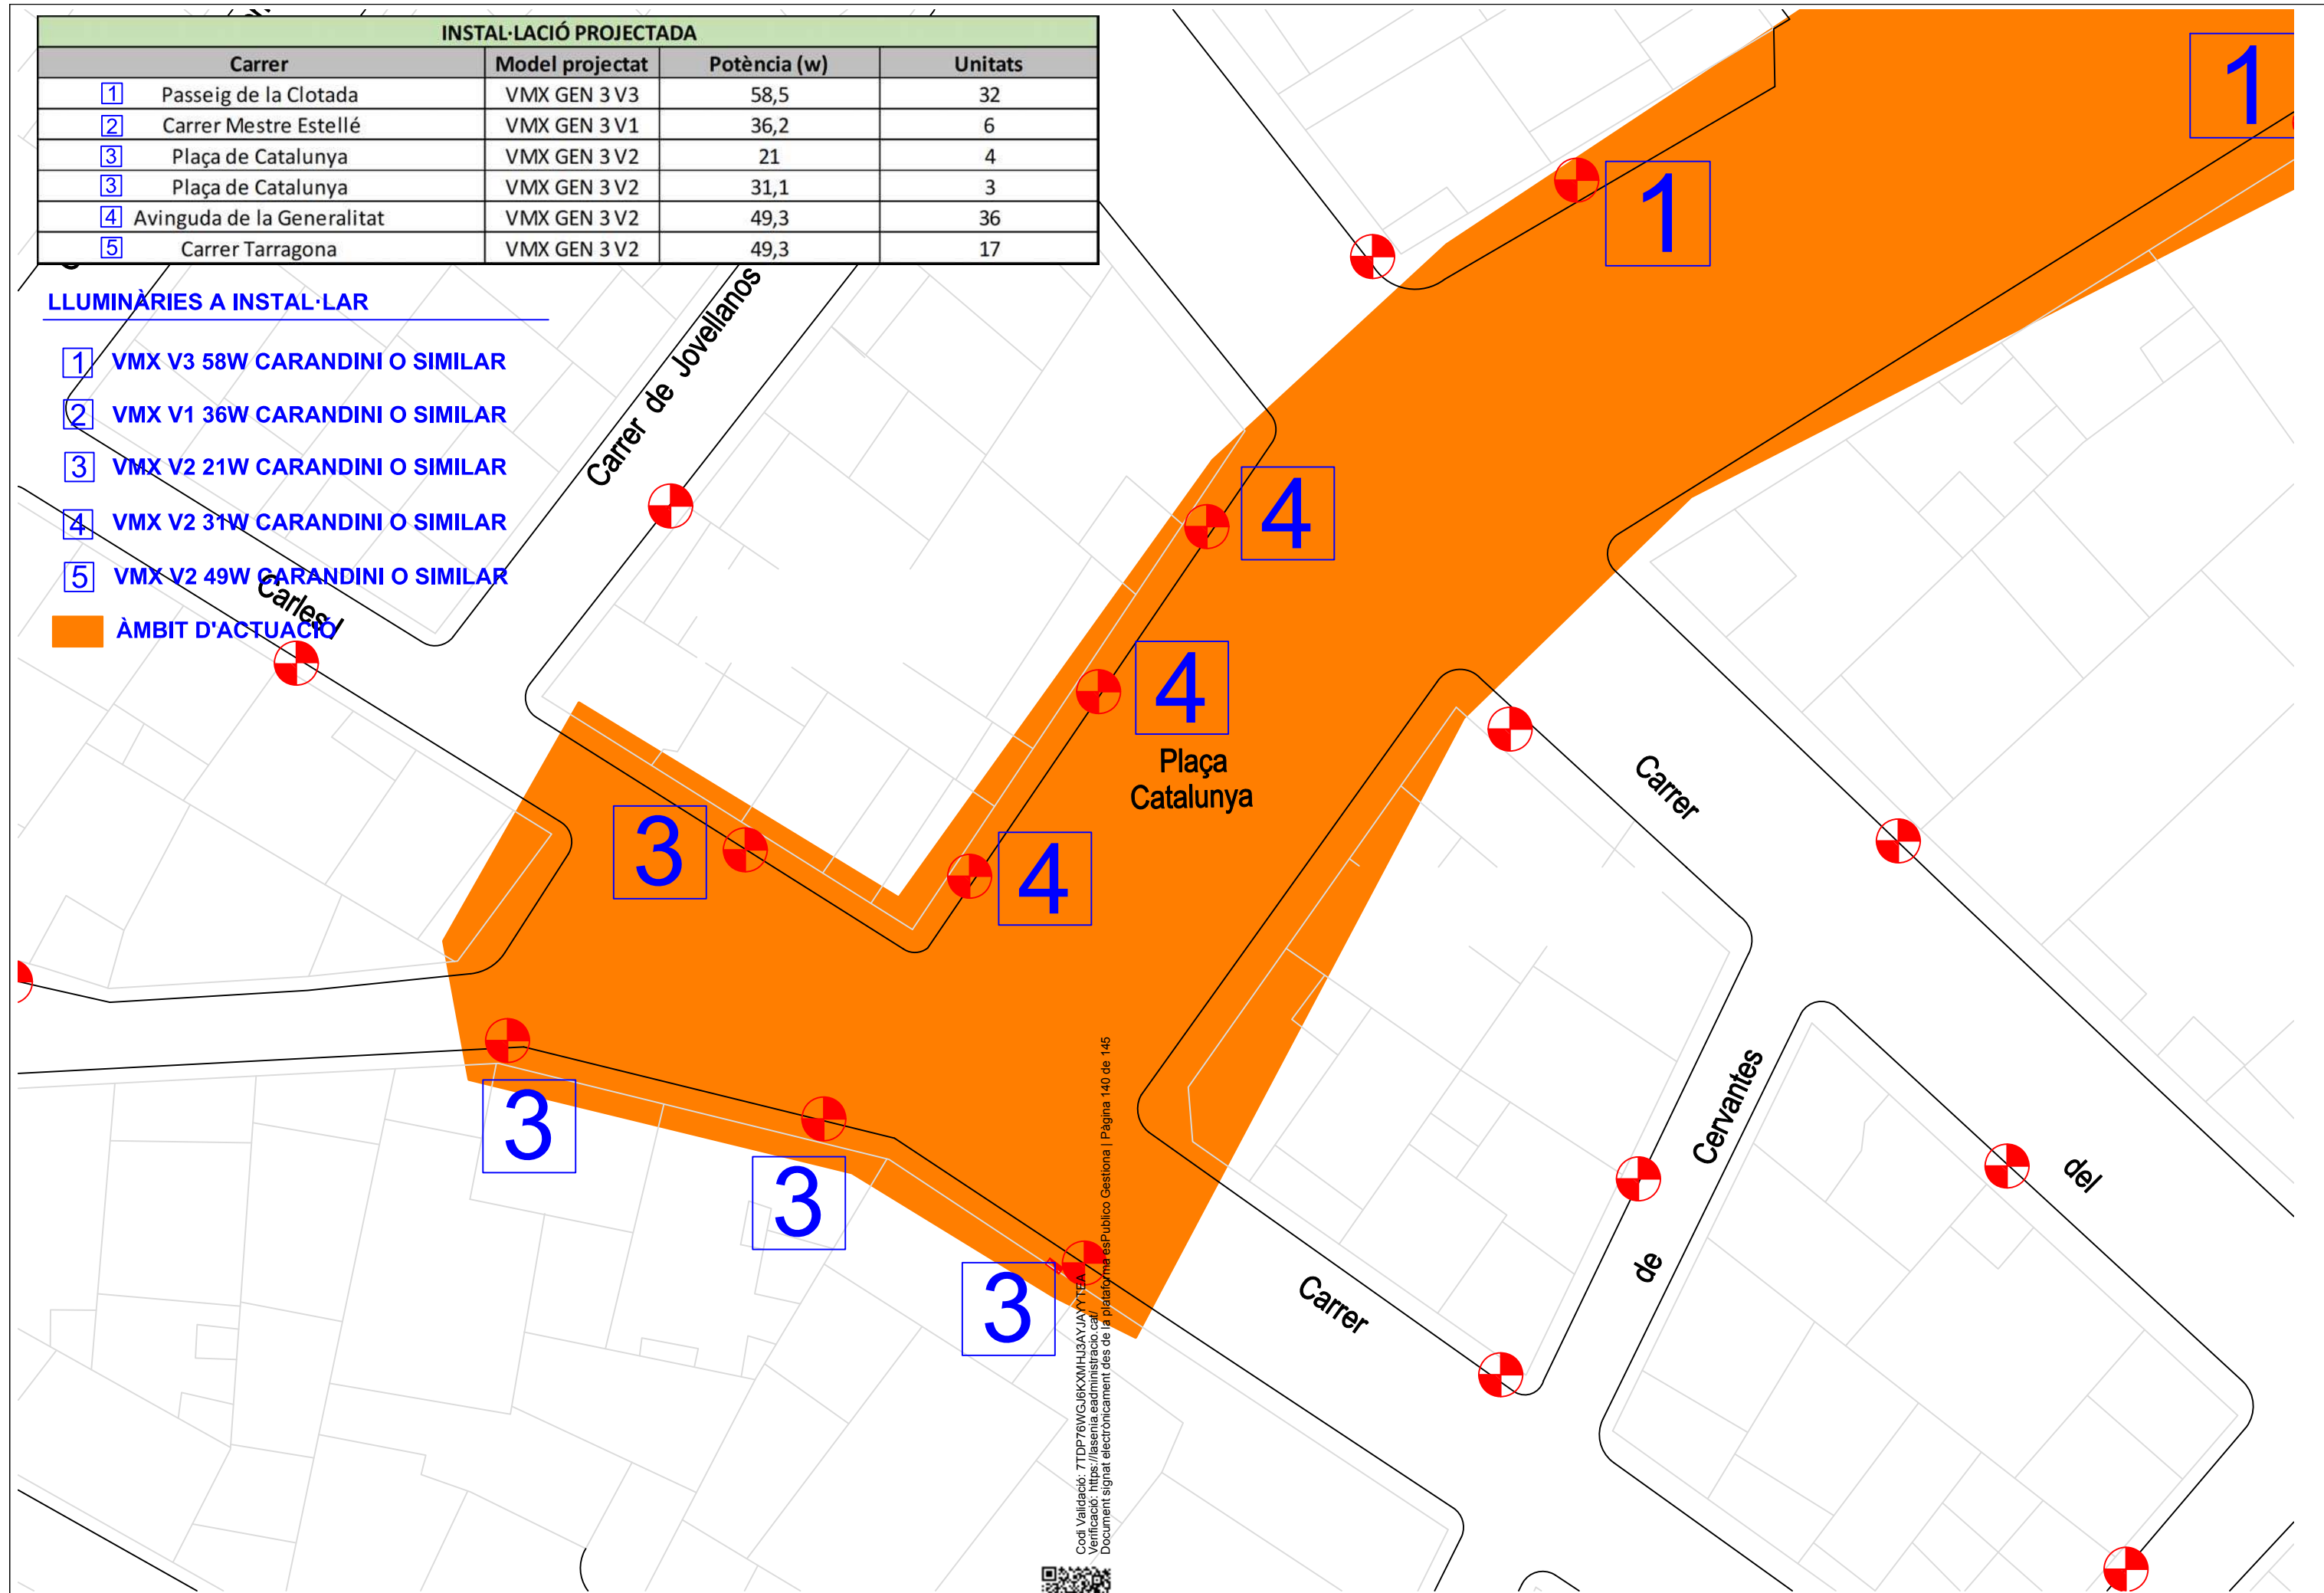 INSTAL·LACIÓ PROJECTADA
Carrer Model projectat Potència (w) Unitats
1 Passeig de la Clotada VMX GEN 3 V3 58,5 32
2 Carrer Mestre Estellé VMX GEN 3 V1 36,2 6
3 Plaça de Catalunya VMX GEN 3 V2 21 4
3 Plaça de Catalunya VMX GEN 3 V2 31,1 3
4 Avinguda de la Generalitat VMX GEN 3 V2 49,3 36
5 Carrer Tarragona VMX GEN 3 V2 49,3 17
LLUMINÀRIES A INSTAL·LAR
1 VMX V3 58W CARANDINI O SIMILAR
2 VMX V1 36W CARANDINI O SIMILAR
3 VMX V2 21W CARANDINI O SIMILAR
4 VMX V2 31W CARANDINI O SIMILAR
5 VMX V2 49W CARANDINI O SIMILAR
ÀMBIT D'ACTUACIÓ
Carrer de Jovellanos
Carles I
1
1
4
4
Plaça
Catalunya
3
4
3
3
3
Carrer
del
Carrer
de
Cervantes
Codi Validació: 7TDP76WGJ6KXMHJ3AYJAYYTEA
Verificació: https://lasenia.eadministracio.cat/
Document signat electrònicament des de la plataforma esPublico Gestiona | Pàgina 140 de 145